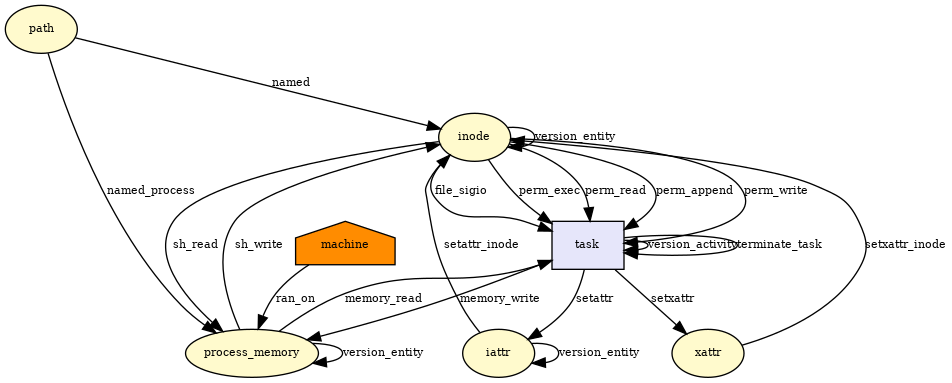 path
named
inode
version_entity
named_process
file_sigio
perm_exec
perm_read
perm_append
perm_write
sh_read
sh_write
machine
setattr_inode
task
version_activity
terminate_task
setxattr_inode
ran_on
memory_read
memory_write
setattr
setxattr
process_memory
version_entity
iattr
version_entity
xattr